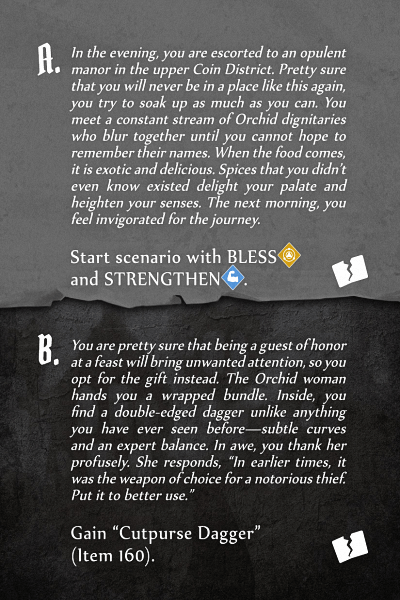 A.
In the evening, you are escorted to an opulent
manor in the upper Coin District. Pretty sure
that you will never be in a place like this again,
you try to soak up as much as you can. You
meet a constant stream of Orchid dignitaries
who blur together until you cannot hope to
remember their names. When the food comes,
it is exotic and delicious. Spices that you didn’t
even know existed delight your palate and
heighten your senses. The next morning, you
feel invigorated for the journey.
Start scenario with BLESS
and STRENGTHEN.
B.
You are pretty sure that being a guest of honor
at a feast will bring unwanted attention, so you
opt for the gift instead. The Orchid woman
hands you a wrapped bundle. Inside, you
find a double-edged dagger unlike anything
you have ever seen before—subtle curves
and an expert balance. In awe, you thank her
profusely. She responds, “In earlier times, it
was the weapon of choice for a notorious thief.
Put it to better use.”
Gain “Cutpurse Dagger”
(Item 160).